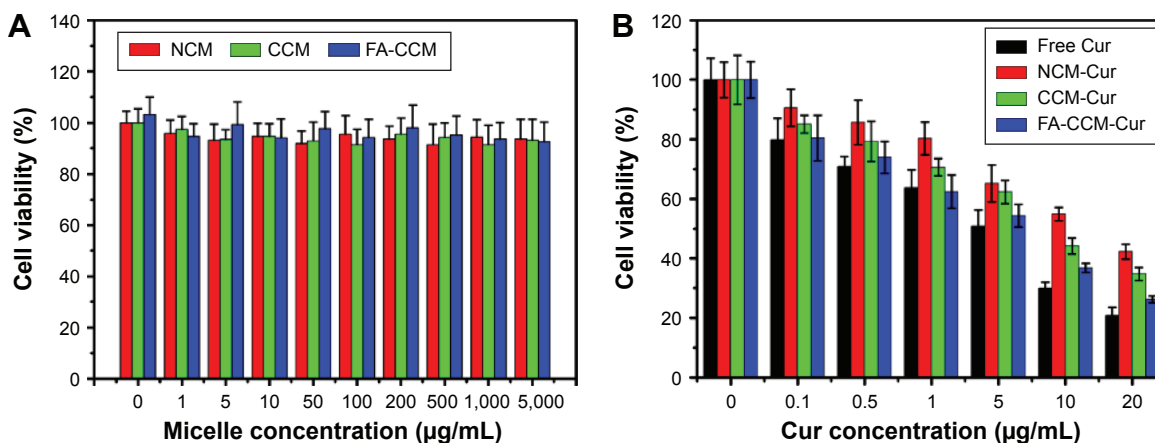 A
140
120
100
80
60
40
20
0
Cell viability (%)
NCM CCM FA-CCM
0 1 5 10 50 100 200 500 1,000 5,000
Micelle concentration (µg/mL)
B
120
100
80
60
40
20
0
Cell viability (%)
Free Cur
NCM-Cur
CCM-Cur
FA-CCM-Cur
0 0.1 0.5 1 5 10 20
Cur concentration (µg/mL)